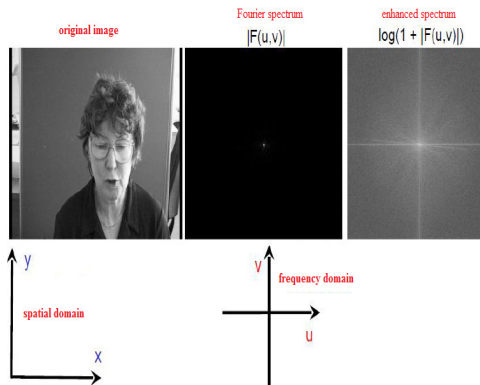 original image
Fourier spectrum
|F(u,v)|
enhanced spectrum
log(1 + |F(u,v)|)
y
x
spatial domain
v
u
frequency domain